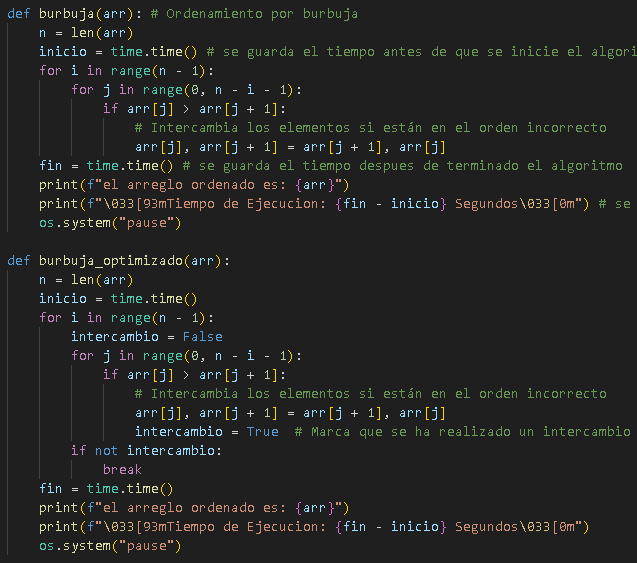 def burbuja(arr): # Ordenamiento por burbuja
    n = len(arr)
    inicio = time.time() # se guarda el tiempo antes de que se inicie el algori
    for i in range(n - 1):
        for j in range(0, n - i - 1):
            if arr[j] > arr[j + 1]:
                # Intercambia los elementos si están en el orden incorrecto
                arr[j], arr[j + 1] = arr[j + 1], arr[j]
    fin = time.time() # se guarda el tiempo despues de terminado el algoritmo
    print(f"el arreglo ordenado es: {arr}")
    print(f"\033[93mTiempo de Ejecucion: {fin - inicio} Segundos\033[0m") # se
    os.system("pause")
def burbuja_optimizado(arr):
    n = len(arr)
    inicio = time.time()
    for i in range(n - 1):
        intercambio = False
        for j in range(0, n - i - 1):
            if arr[j] > arr[j + 1]:
                # Intercambia los elementos si están en el orden incorrecto
                arr[j], arr[j + 1] = arr[j + 1], arr[j]
                intercambio = True  # Marca que se ha realizado un intercambio
        if not intercambio:
            break
    fin = time.time()
    print(f"el arreglo ordenado es: {arr}")
    print(f"\033[93mTiempo de Ejecucion: {fin - inicio} Segundos\033[0m")
    os.system("pause")